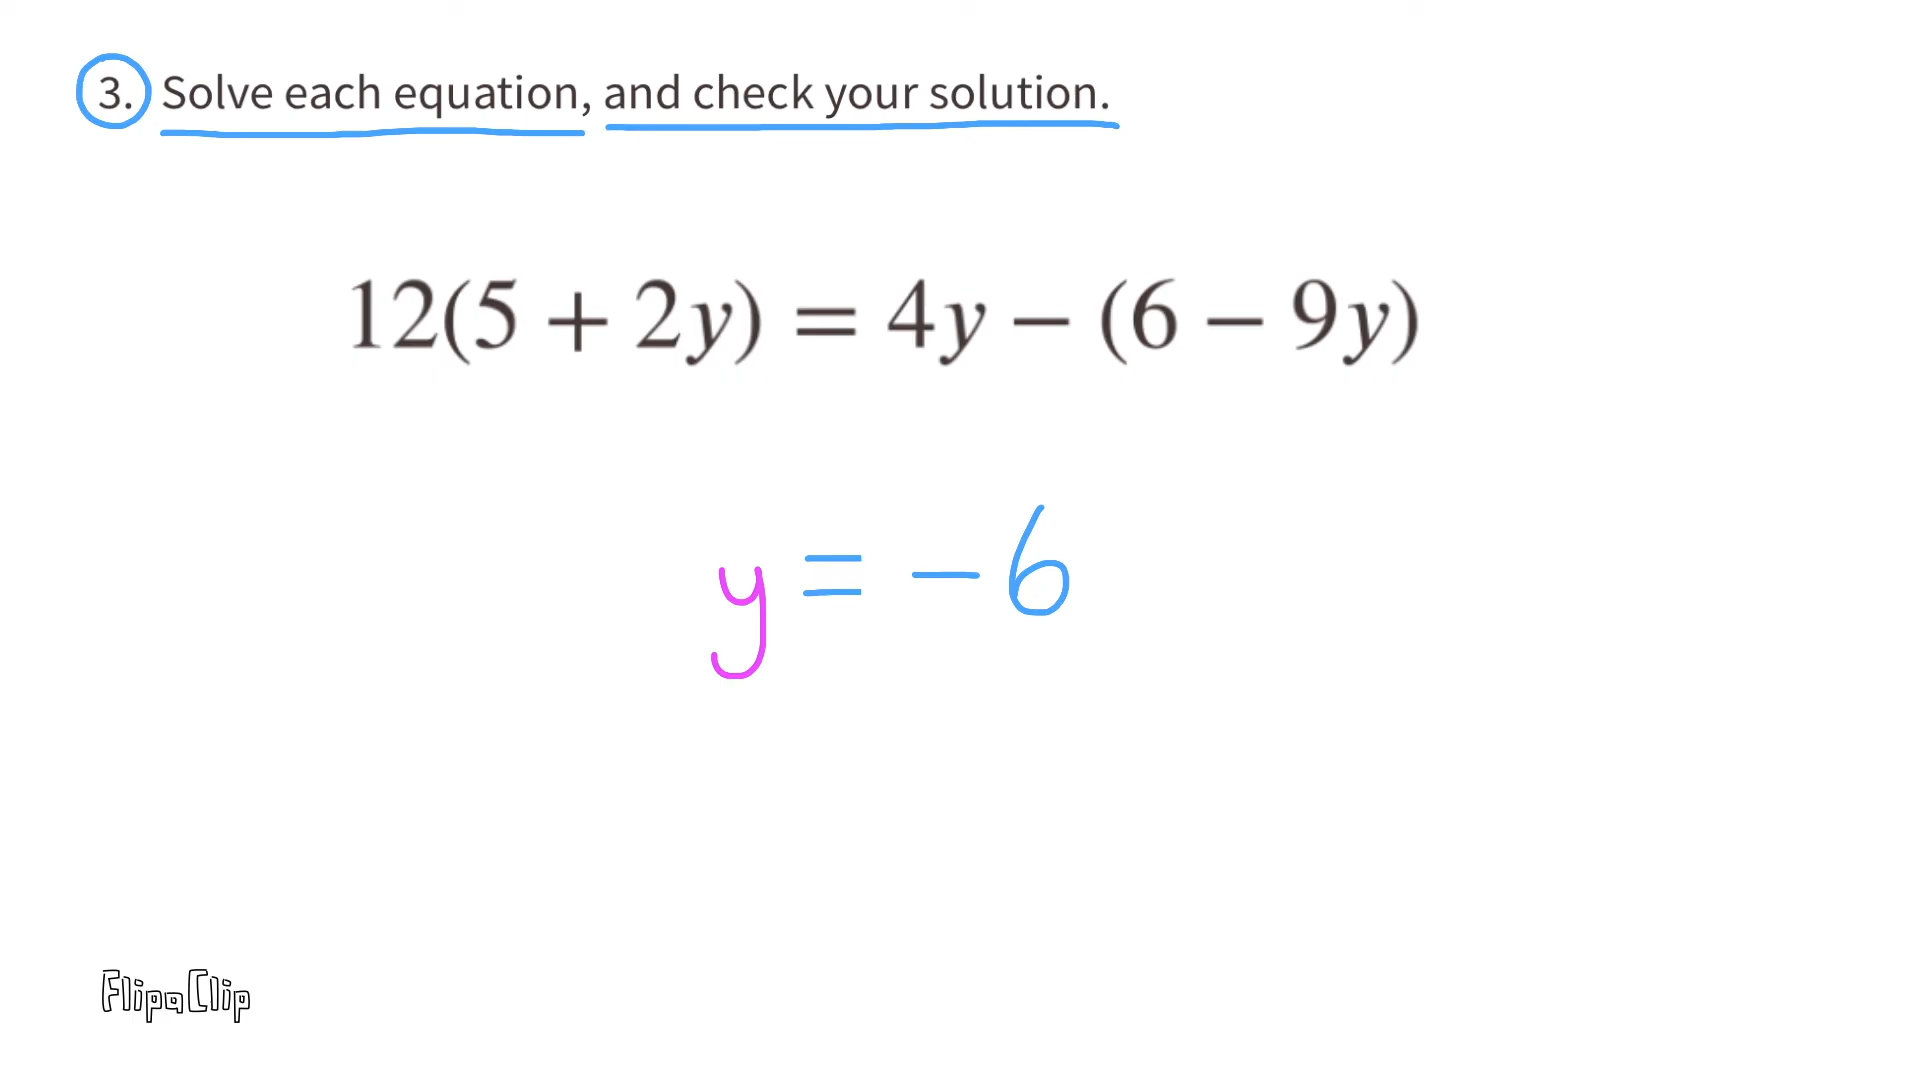 3. Solve each equation, and check your solution.
12(5 + 2y) = 4y − (6 − 9y)
y = −6
FlipaClip